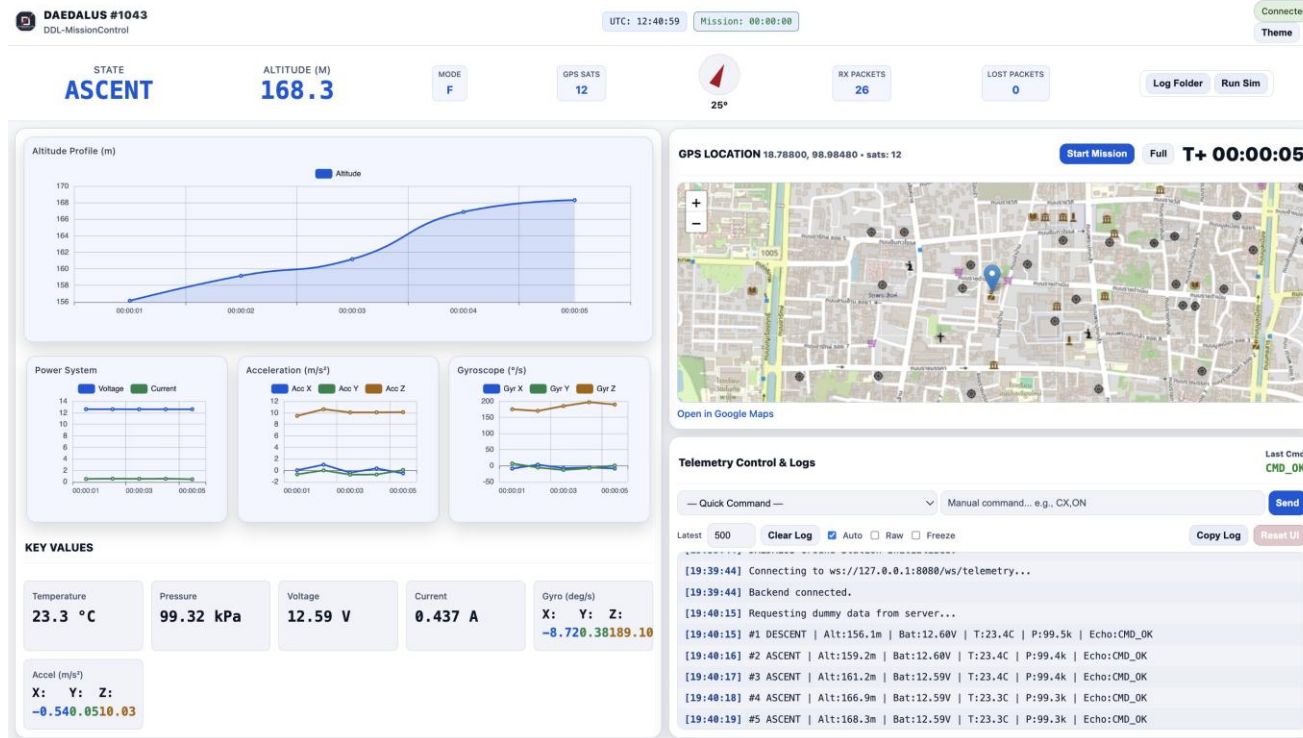 DAEDALUS #1043
DDL-MissionControl
UTC: 12:40:59
Mission: 00:00:00
Connected
Theme
STATE
ASCENT
ALTITUDE (M)
168.3
MODE
F
GPS SATS
12
25°
RX PACKETS
26
LOST PACKETS
0
Log Folder
Run Sim
Altitude Profile (m)
Altitude
170
168
166
164
162
160
158
156
00:00:01
00:00:02
00:00:03
00:00:04
00:00:05
Power System
Voltage
Current
14
12
10
8
6
4
2
0
00:00:01
00:00:03
00:00:05
Acceleration (m/s²)
Acc X
Acc Y
Acc Z
12
10
8
6
4
2
0
-2
00:00:01
00:00:03
00:00:05
Gyroscope (°/s)
Gyr X
Gyr Y
Gyr Z
200
150
100
50
0
-50
00:00:01
00:00:03
00:00:05
KEY VALUES
Temperature
23.3 °C
Pressure
99.32 kPa
Voltage
12.59 V
Current
0.437 A
Gyro (deg/s)
X: Y: Z:
-8.720.38189.10
Accel (m/s²)
X: Y: Z:
-0.540.0510.03
GPS LOCATION 18.78800, 98.98480 • sats: 12
Start Mission
Full
T+ 00:00:05
+
−
1005
Open in Google Maps
Telemetry Control & Logs
Last Cmd
CMD_OK
— Quick Command —
Manual command... e.g., CX,ON
Send
Latest
500
Clear Log
Auto
Raw
Freeze
Copy Log
Reset UI
[19:39:44] Connecting to ws://127.0.0.1:8080/ws/telemetry...
[19:39:44] Backend connected.
[19:40:15] Requesting dummy data from server...
[19:40:15] #1 DESCENT | Alt:156.1m | Bat:12.60V | T:23.4C | P:99.5k | Echo:CMD_OK
[19:40:16] #2 ASCENT | Alt:159.2m | Bat:12.60V | T:23.4C | P:99.4k | Echo:CMD_OK
[19:40:17] #3 ASCENT | Alt:161.2m | Bat:12.59V | T:23.4C | P:99.4k | Echo:CMD_OK
[19:40:18] #4 ASCENT | Alt:166.9m | Bat:12.59V | T:23.3C | P:99.3k | Echo:CMD_OK
[19:40:19] #5 ASCENT | Alt:168.3m | Bat:12.59V | T:23.3C | P:99.3k | Echo:CMD_OK